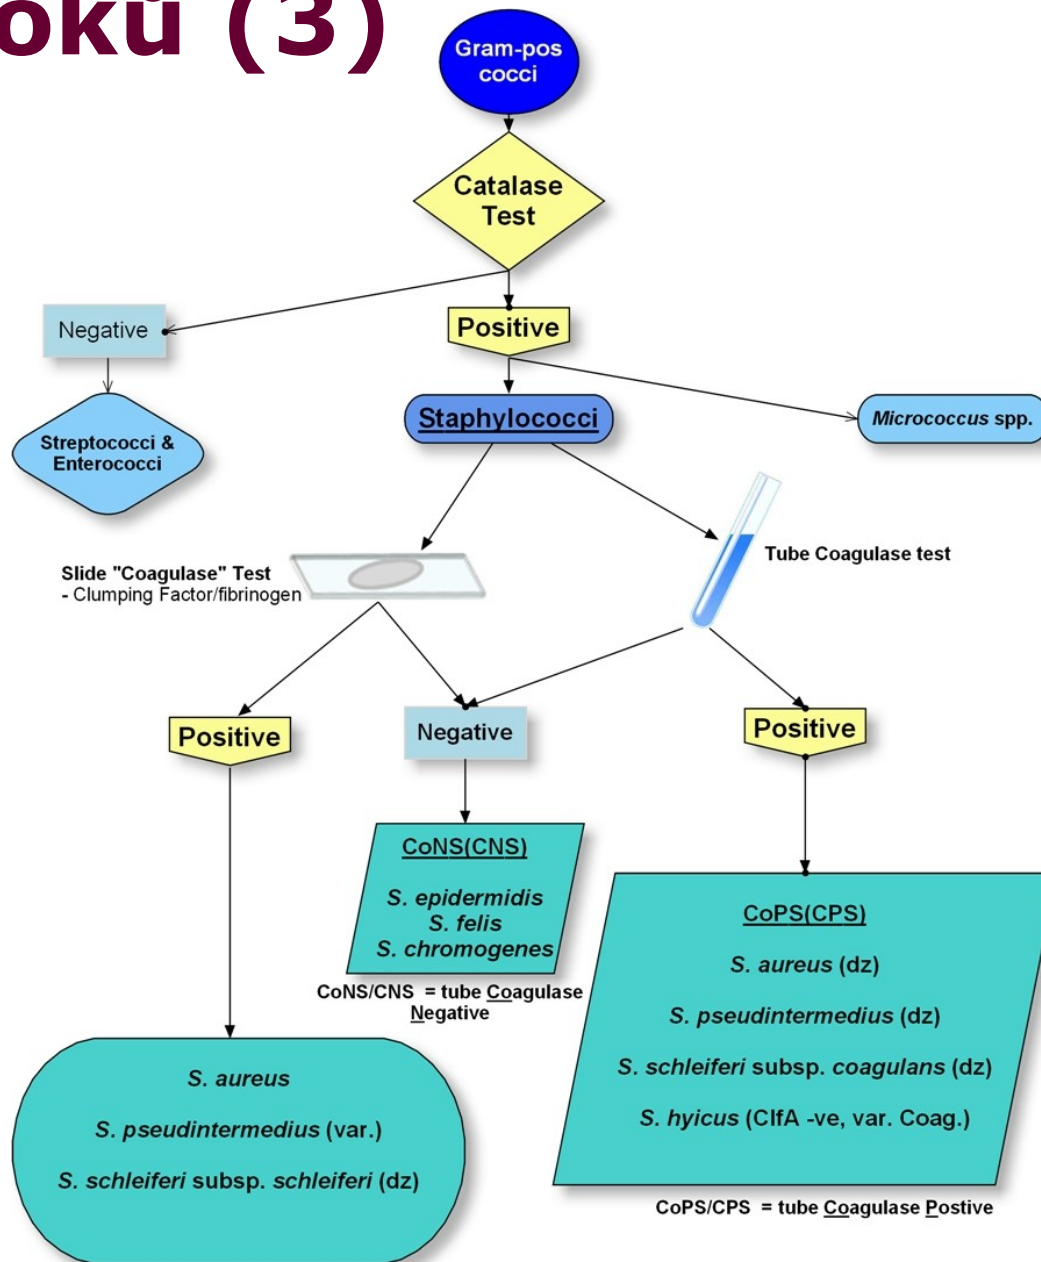 oků (3)
Gram-pos
cocci
Catalase
Test
Negative
Positive
Streptococci &
Enterococci
Staphylococci
Micrococcus spp.
Slide "Coagulase" Test
- Clumping Factor/fibrinogen
Tube Coagulase test
Positive
Negative
Positive
CoNS(CNS)
S. epidermidis
S. felis
S. chromogenes
CoNS/CNS = tube Coagulase
Negative
CoPS(CPS)
S. aureus (dz)
S. pseudintermedius (dz)
S. schleiferi subsp. coagulans (dz)
S. hyicus (ClfA -ve, var. Coag.)
CoPS/CPS = tube Coagulase Postive
S. aureus
S. pseudintermedius (var.)
S. schleiferi subsp. schleiferi (dz)